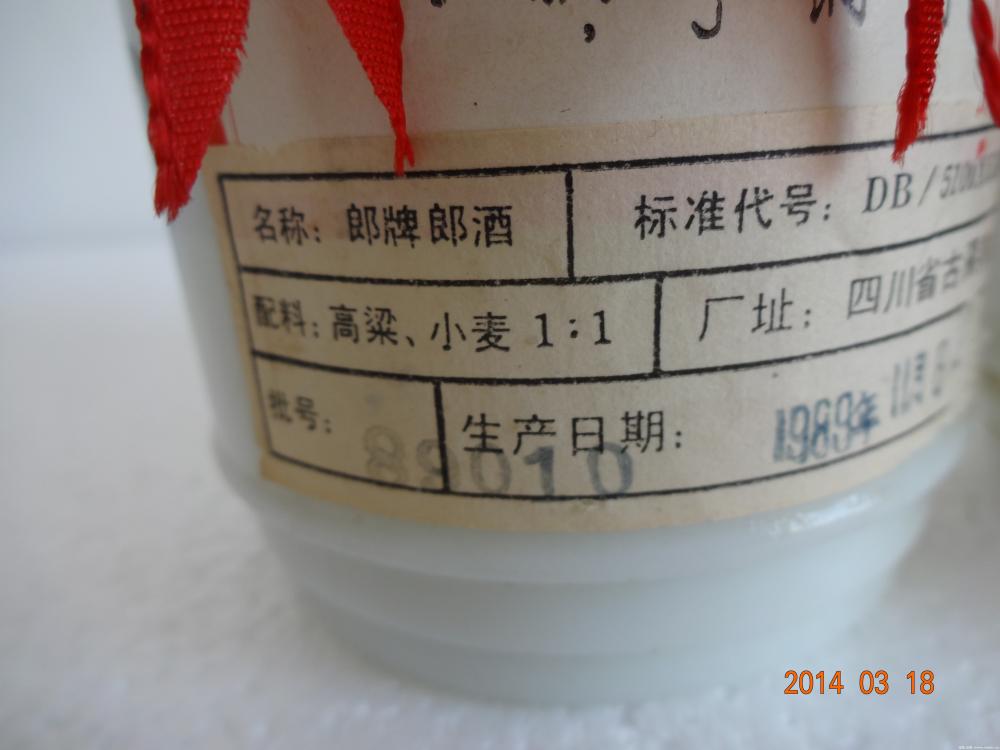 名称：郎牌郎酒 标准代号：DB/510
配料：高粱、小麦 1:1 厂址：四川省古
批号： 生产日期： 1989年
89010
2014 03 18